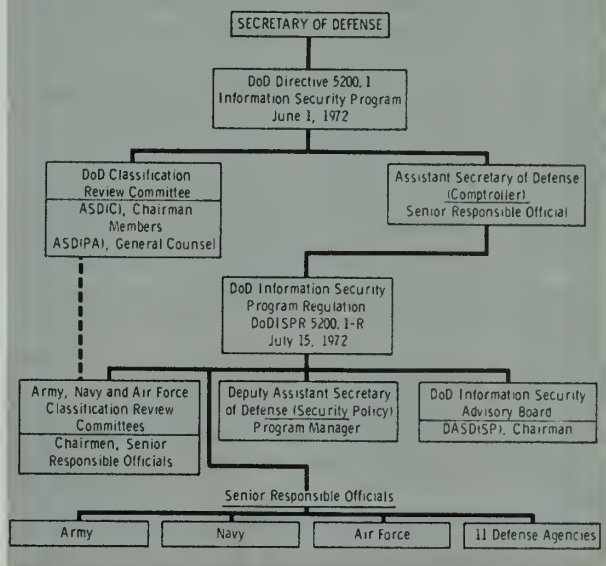 SECRETARY OF DEFENSE
DoD Directive 5200.1
Information Security Program
June 1, 1972
DoD Classification
Review Committee
ASD(C), Chairman
Members
ASD(PA), General Counsel
Assistant Secretary of Defense
(Comptroller)
Senior Responsible Official
DoD Information Security
Program Regulation
DoDISPR 5200.1-R
July 15, 1972
Army, Navy and Air Force
Classification Review
Committees
Chairmen, Senior
Responsible Officials
Deputy Assistant Secretary
of Defense (Security Policy)
Program Manager
DoD Information Security
Advisory Board
DASD(SP), Chairman
Senior Responsible Officials
Army
Navy
Air Force
11 Defense Agencies